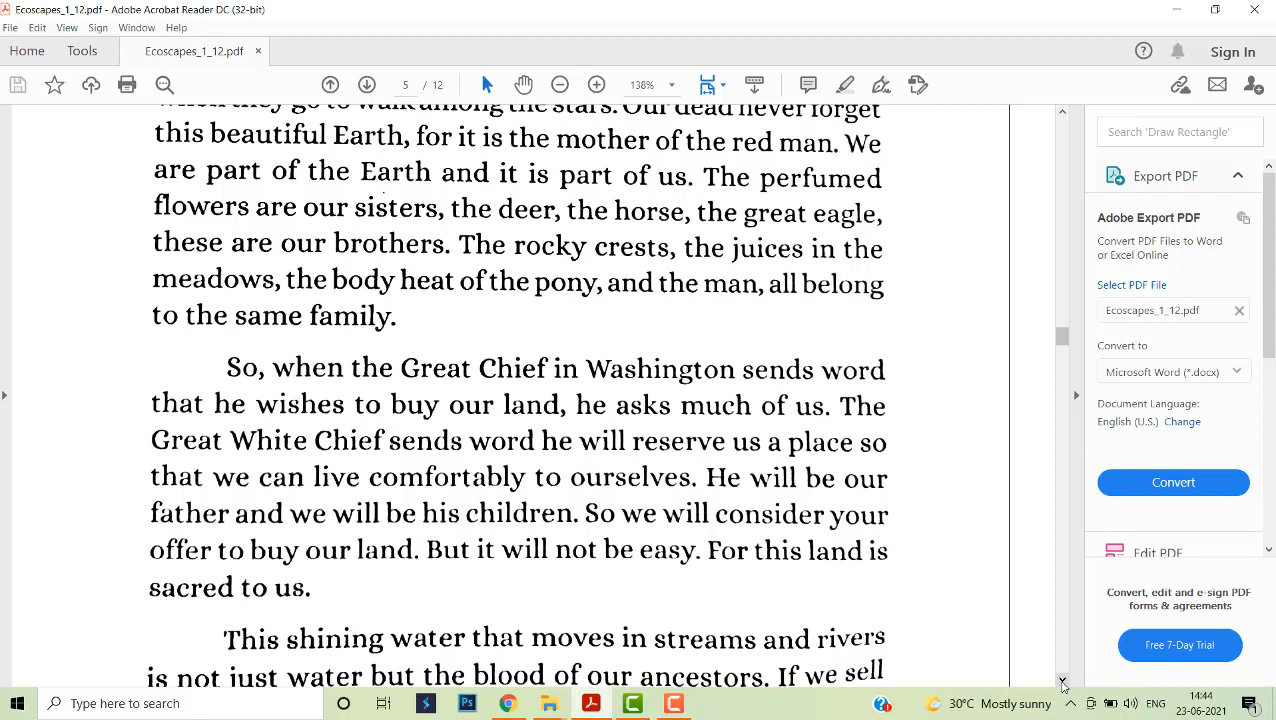 Ecoscapes_1_12.pdf - Adobe Acrobat Reader DC (32-bit)
File Edit View Sign Window Help
Home Tools Ecoscapes_1_12.pdf × Sign In
5 / 12 138%
when they go to walk among the stars. Our dead never forget
this beautiful Earth, for it is the mother of the red man. We
are part of the Earth and it is part of us. The perfumed
flowers are our sisters, the deer, the horse, the great eagle,
these are our brothers. The rocky crests, the juices in the
meadows, the body heat of the pony, and the man, all belong
to the same family.
So, when the Great Chief in Washington sends word
that he wishes to buy our land, he asks much of us. The
Great White Chief sends word he will reserve us a place so
that we can live comfortably to ourselves. He will be our
father and we will be his children. So we will consider your
offer to buy our land. But it will not be easy. For this land is
sacred to us.
This shining water that moves in streams and rivers
is not just water but the blood of our ancestors. If we sell
Search 'Draw Rectangle'
Export PDF
Adobe Export PDF
Convert PDF Files to Word
or Excel Online
Select PDF File
Ecoscapes_1_12.pdf
Convert to
Microsoft Word (*.docx)
Document Language:
English (U.S.) Change
Convert
Edit PDF
Convert, edit and e-sign PDF
forms & agreements
Free 7-Day Trial
Type here to search
Ps
30°C Mostly sunny
ENG
14:44
23-06-2021
1